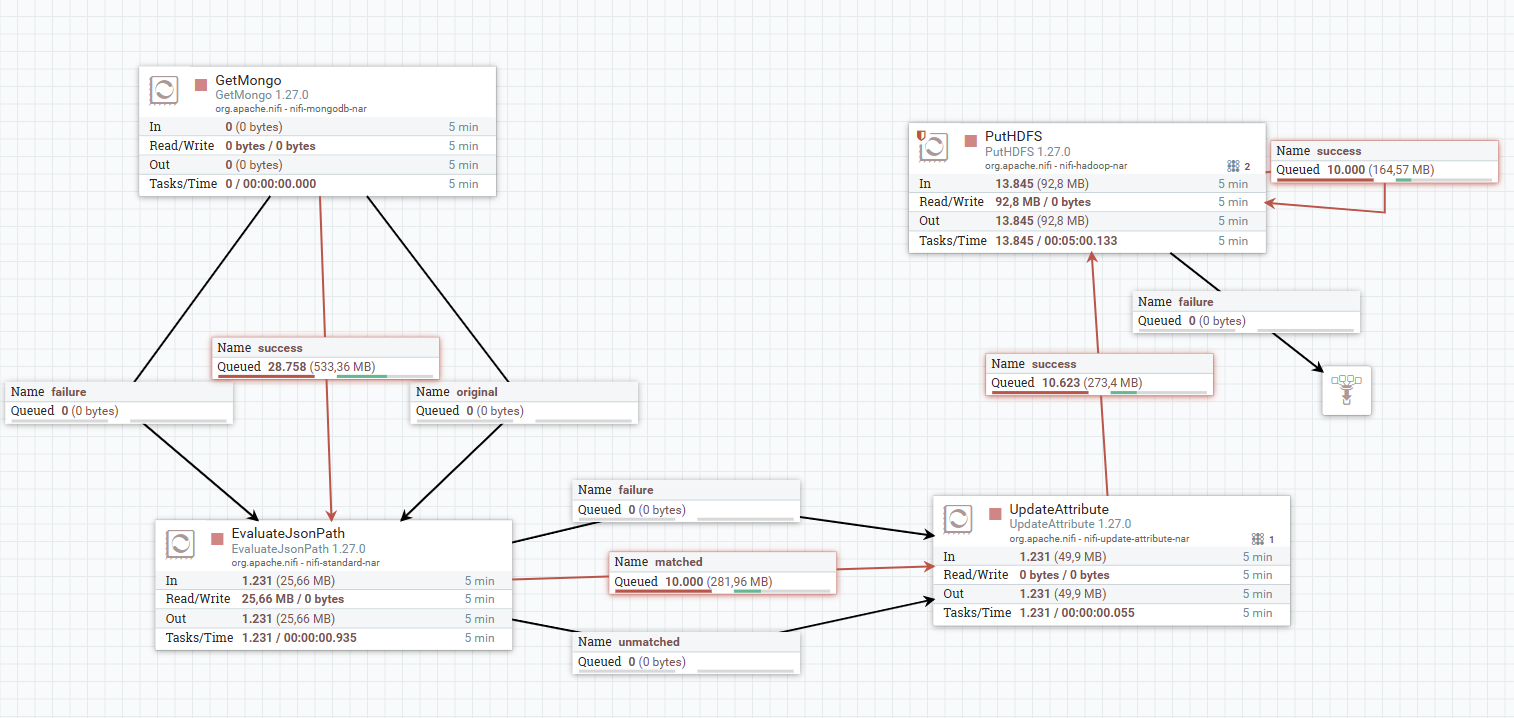 GetMongo
GetMongo 1.27.0
org.apache.nifi - nifi-mongodb-nar
In 0 (0 bytes) 5 min
Read/Write 0 bytes / 0 bytes 5 min
Out 0 (0 bytes) 5 min
Tasks/Time 0 / 00:00:00.000 5 min
PutHDFS
PutHDFS 1.27.0
org.apache.nifi - nifi-hadoop-nar 2
In 13.845 (92,8 MB) 5 min
Read/Write 92,8 MB / 0 bytes 5 min
Out 13.845 (92,8 MB) 5 min
Tasks/Time 13.845 / 00:05:00.133 5 min
Name success
Queued 10.000 (164,57 MB)
Name failure
Queued 0 (0 bytes)
Name success
Queued 28.758 (533,36 MB)
Name success
Queued 10.623 (273,4 MB)
Name failure
Queued 0 (0 bytes)
Name original
Queued 0 (0 bytes)
Name failure
Queued 0 (0 bytes)
EvaluateJsonPath
EvaluateJsonPath 1.27.0
org.apache.nifi - nifi-standard-nar
In 1.231 (25,66 MB) 5 min
Read/Write 25,66 MB / 0 bytes 5 min
Out 1.231 (25,66 MB) 5 min
Tasks/Time 1.231 / 00:00:00.935 5 min
Name matched
Queued 10.000 (281,96 MB)
Name unmatched
Queued 0 (0 bytes)
UpdateAttribute
UpdateAttribute 1.27.0
org.apache.nifi - nifi-update-attribute-nar 1
In 1.231 (49,9 MB) 5 min
Read/Write 0 bytes / 0 bytes 5 min
Out 1.231 (49,9 MB) 5 min
Tasks/Time 1.231 / 00:00:00.055 5 min